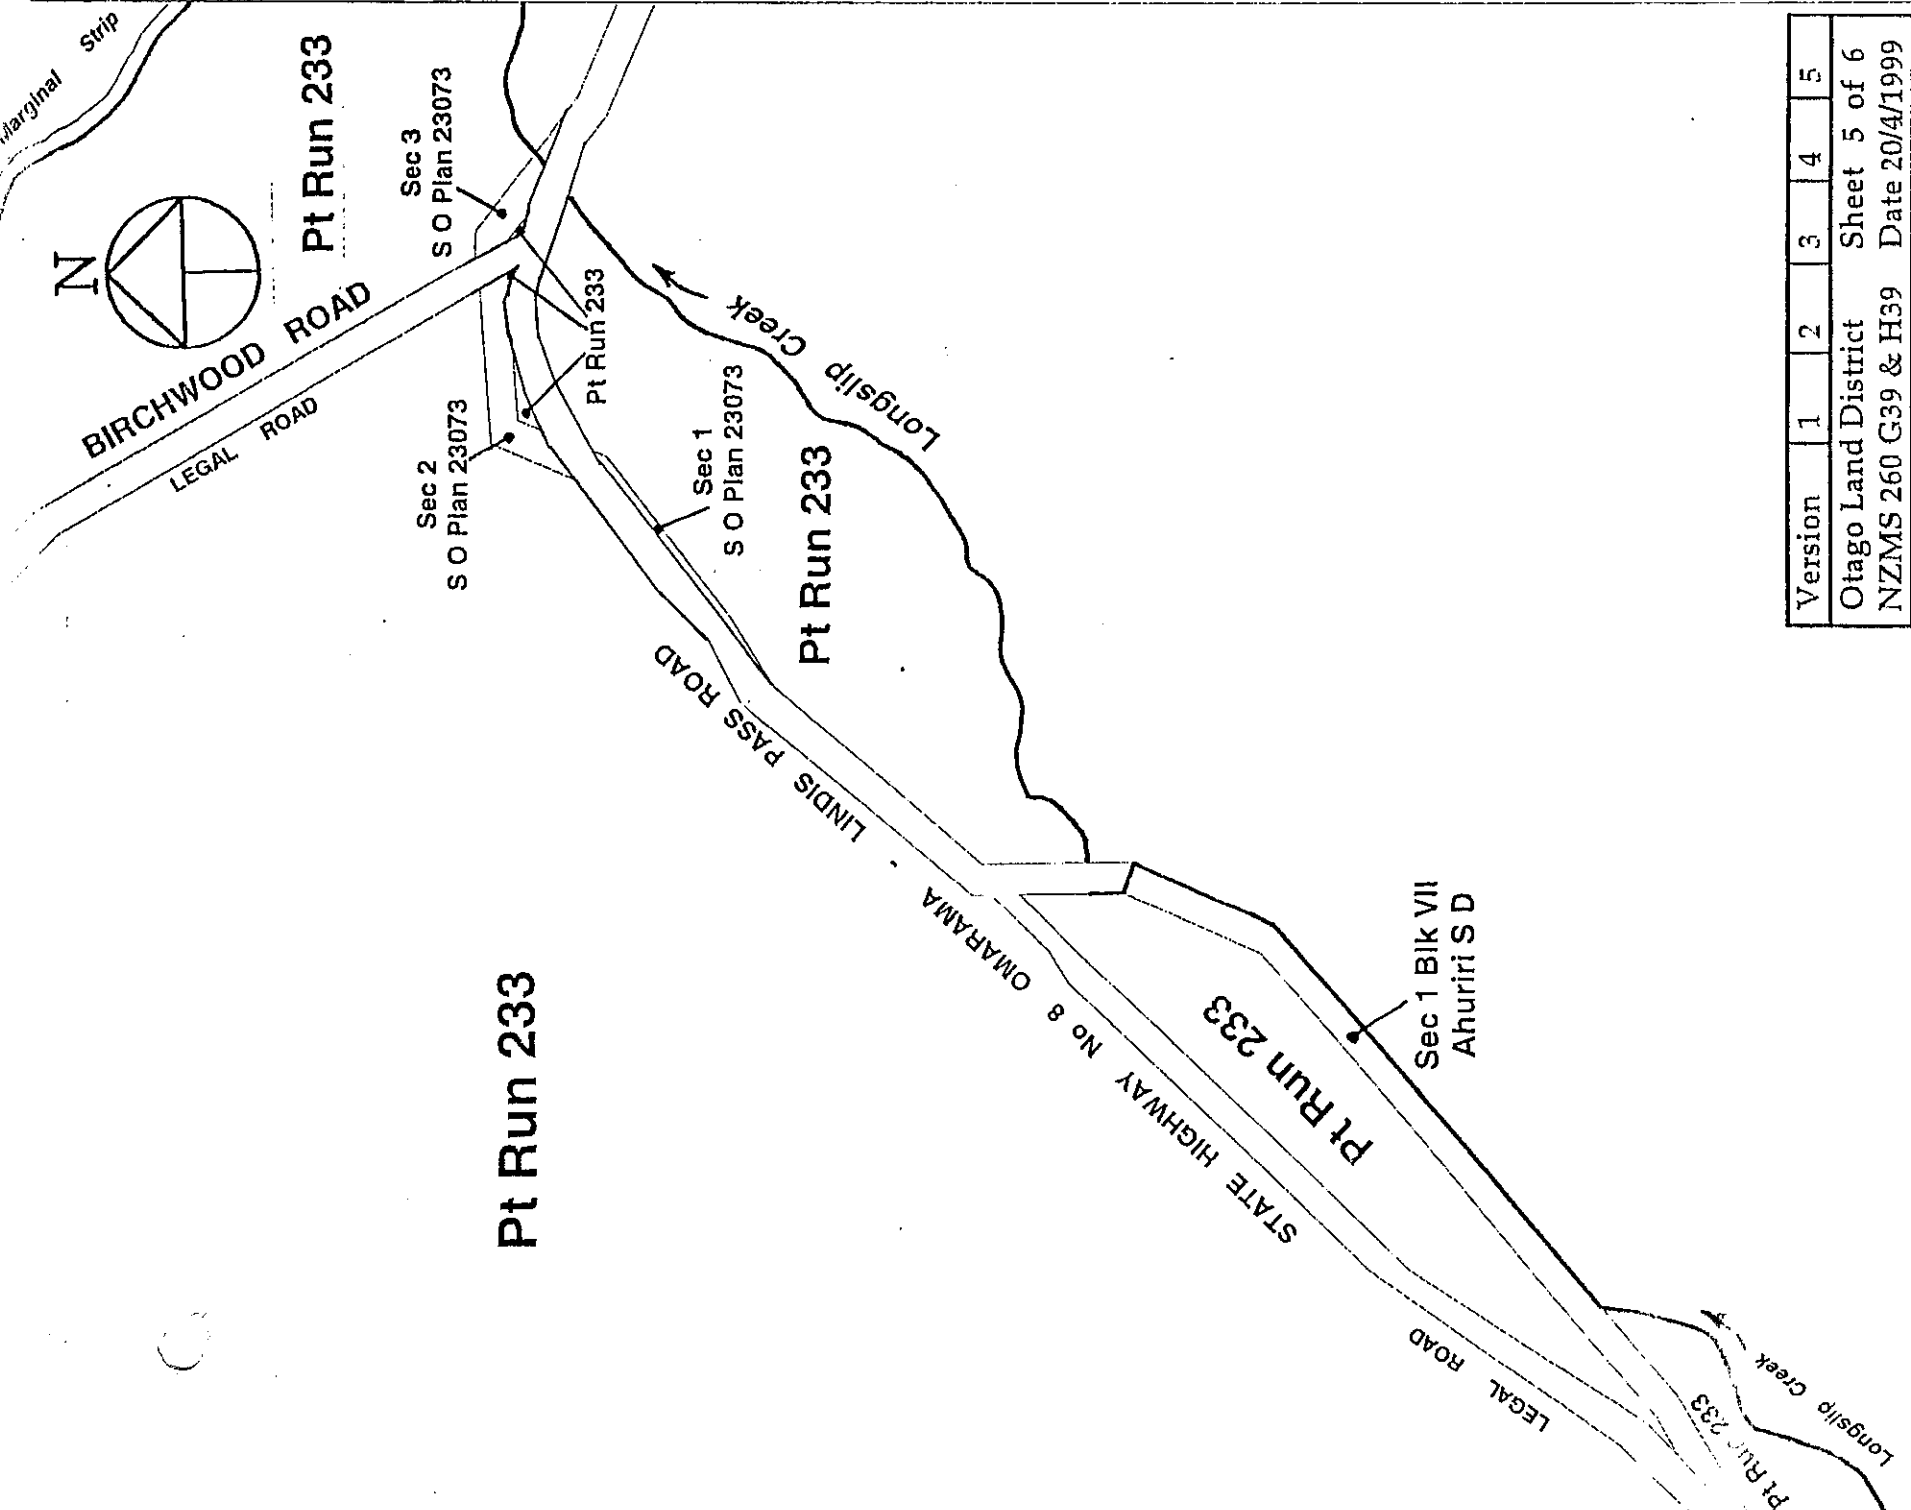 Marginal Strip
N
Pt Run 233
BIRCHWOOD ROAD
LEGAL ROAD
Sec 3
S O Plan 23073
Pt Run 233
Sec 2
S O Plan 23073
Sec 1
S O Plan 23073
Longslip Creek
Pt Run 233
Pt Run 233
STATE HIGHWAY No 8 OMARAMA - LINDIS PASS ROAD
Pt Run 233
Sec 1 Blk VII
Ahuriri S D
LEGAL ROAD
Pt Run 233
Longslip Creek
Version 1 2 3 4 5
Otago Land District Sheet 5 of 6
NZMS 260 G39 & H39 Date 20/4/1999